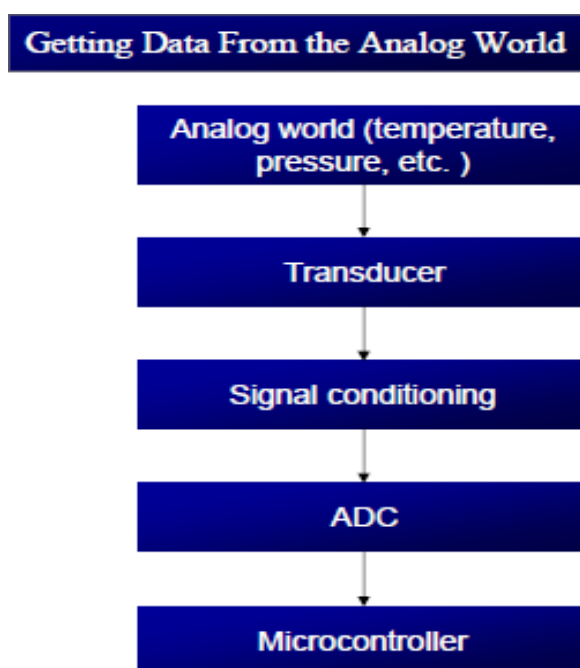 Getting Data From the Analog World
Analog world (temperature,
pressure, etc. )
Transducer
Signal conditioning
ADC
Microcontroller